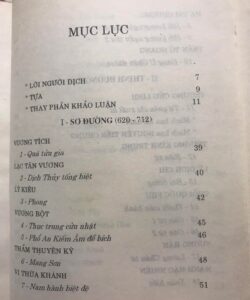 MỤC LỤC
• LỜI NGƯỜI DỊCH 7
• TỰA 9
• THAY PHẦN KHẢO LUẬN 11
I - SƠ ĐƯỜNG (620-712)
VƯƠNG TÍCH
1- Quá tửu gia 39
LẠC TÂN VƯƠNG
2- Dịch Thủy tống biệt 40
LÝ KIỀU
3- Phong 42
VƯƠNG BỘT
4- Thục trung cửu nhật 45
5- Phổ An Kiếm Âm đề bích 46
THẨM THUYÊN KỲ
6- Mang Sơn 48
VI THỪA KHÁNH
7- Nam hành biệt đệ 51